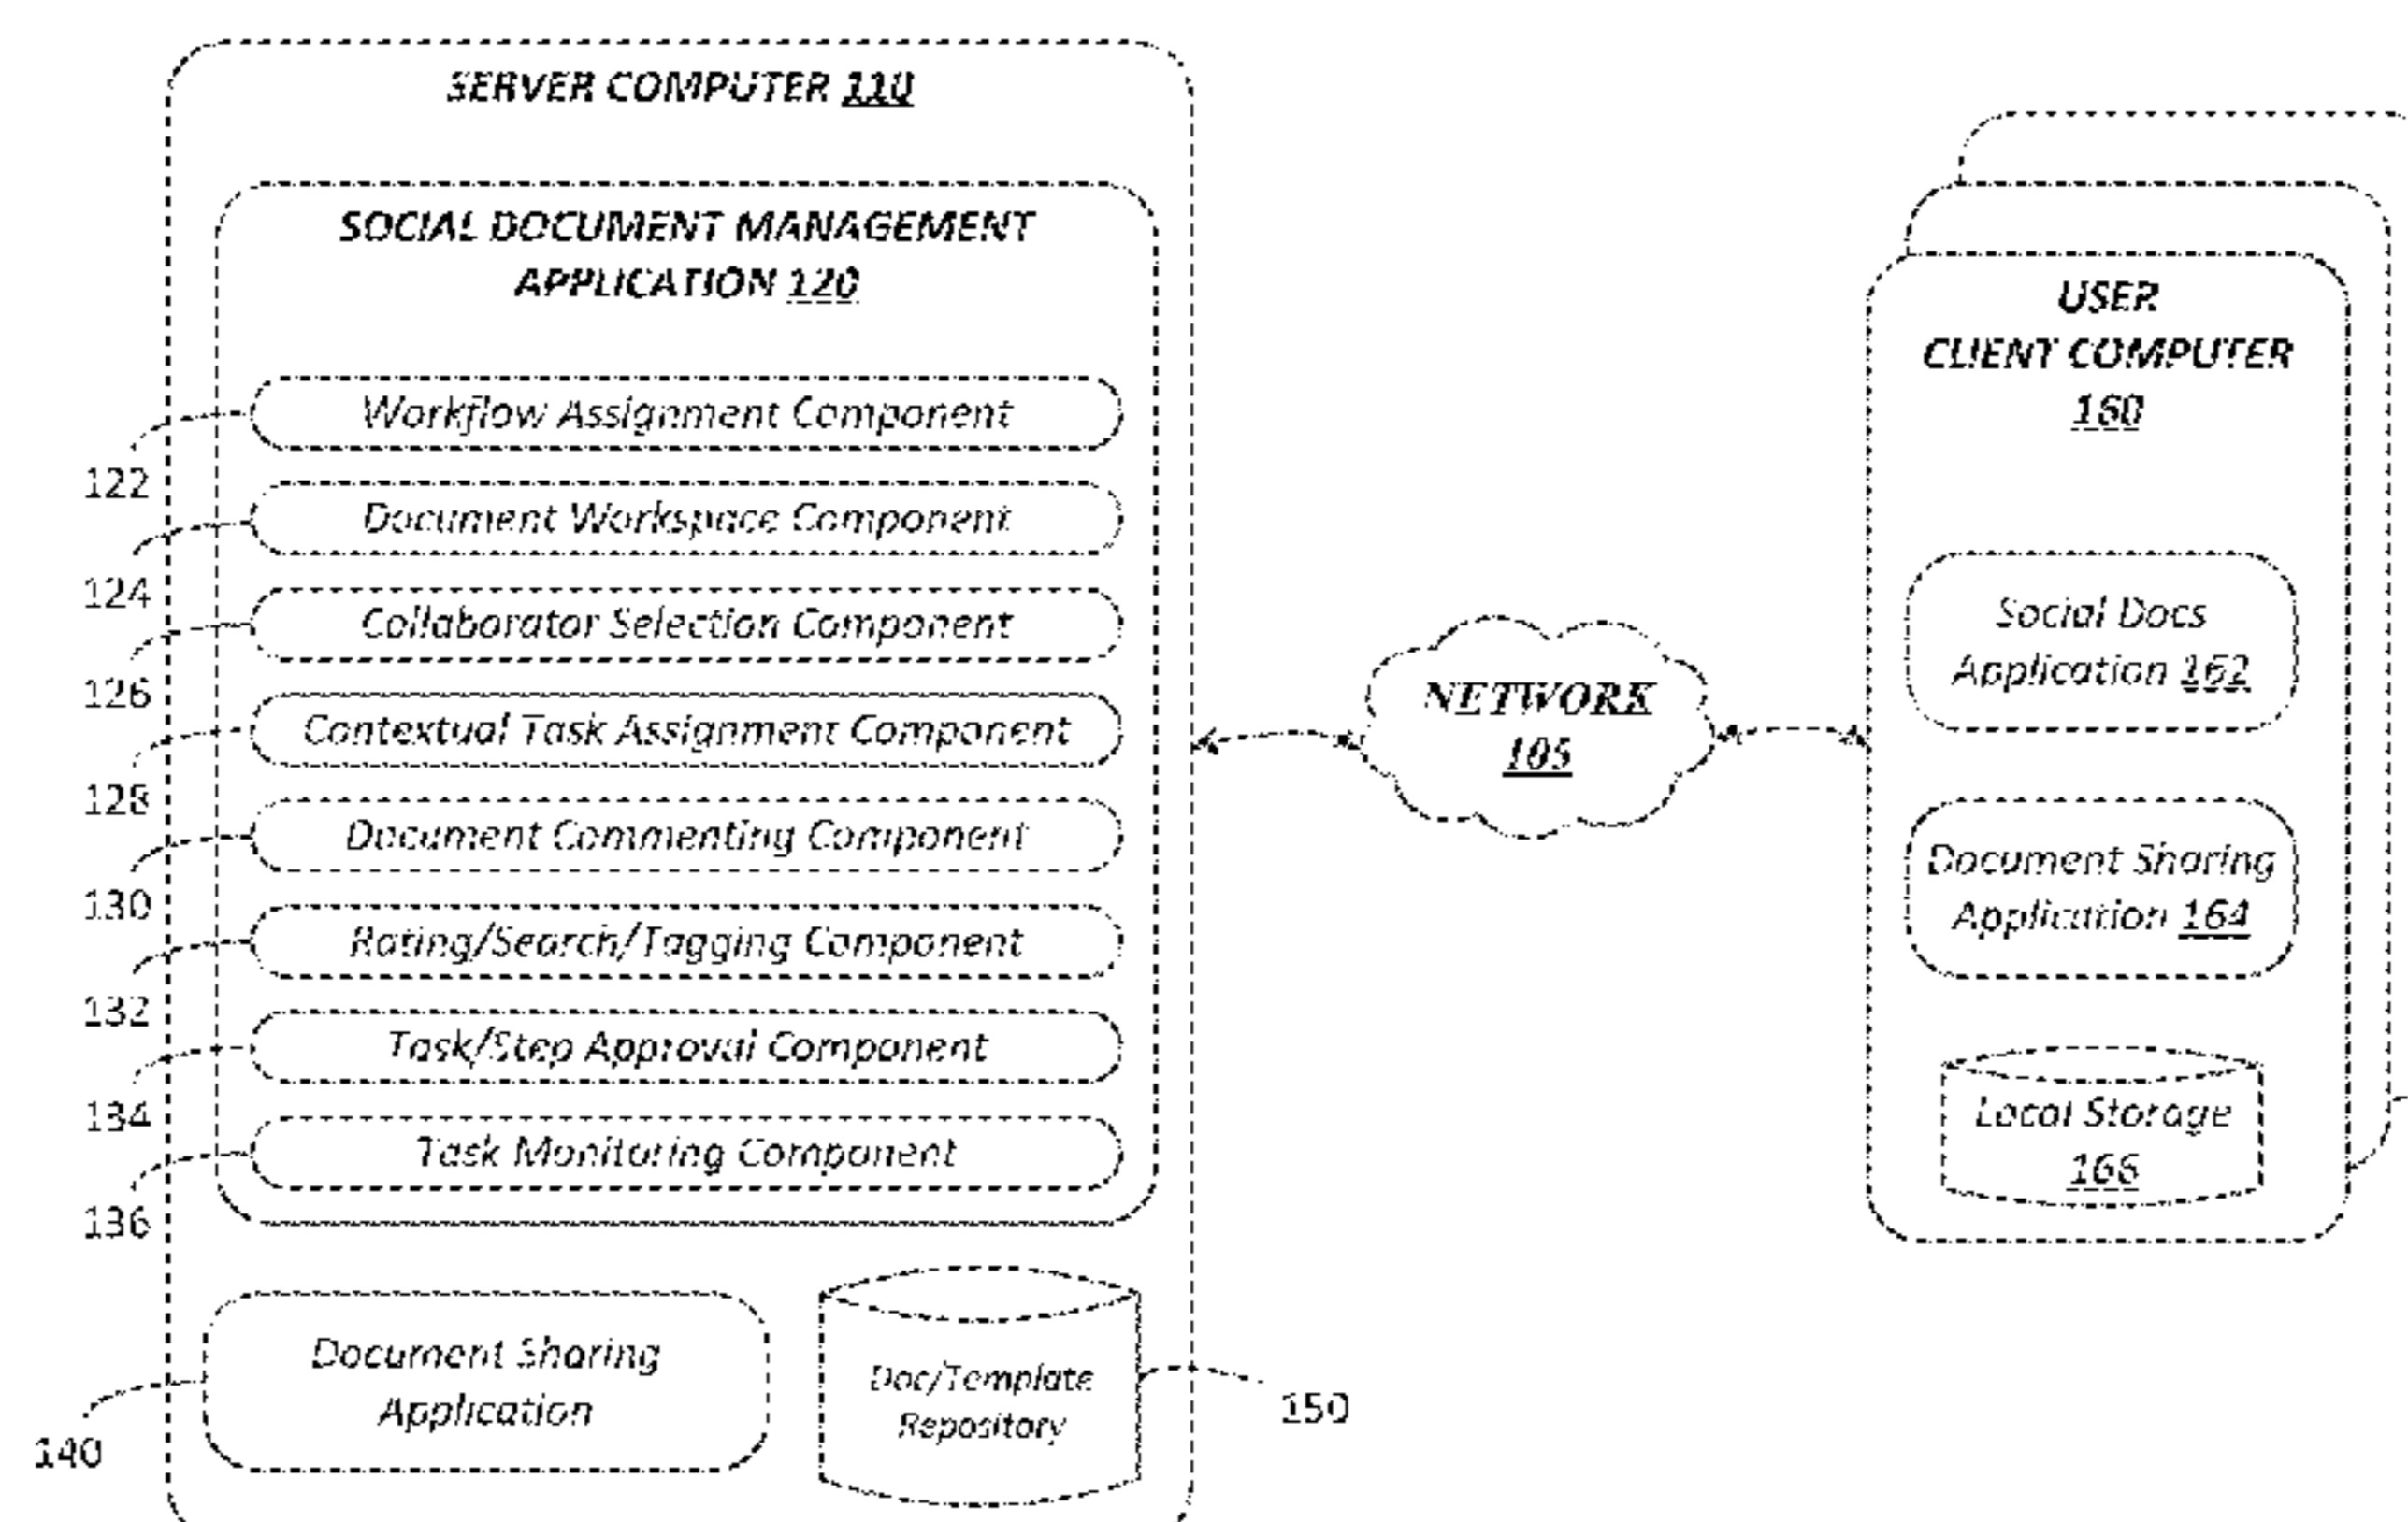 SERVER COMPUTER 110
SOCIAL DOCUMENT MANAGEMENT
APPLICATION 120
Workflow Assignment Component
122
Document Workspace Component
124
Collaborator Selection Component
126
Contextual Task Assignment Component
128
Document Commenting Component
130
Rating/Search/Tagging Component
132
Task/Step Approval Component
134
Task Monitoring Component
136
Document Sharing
Application
140
Doc/Template
Repository
150
NETWORK
105
USER
CLIENT COMPUTER
160
Social Docs
Application 162
Document Sharing
Application 164
Local Storage
166